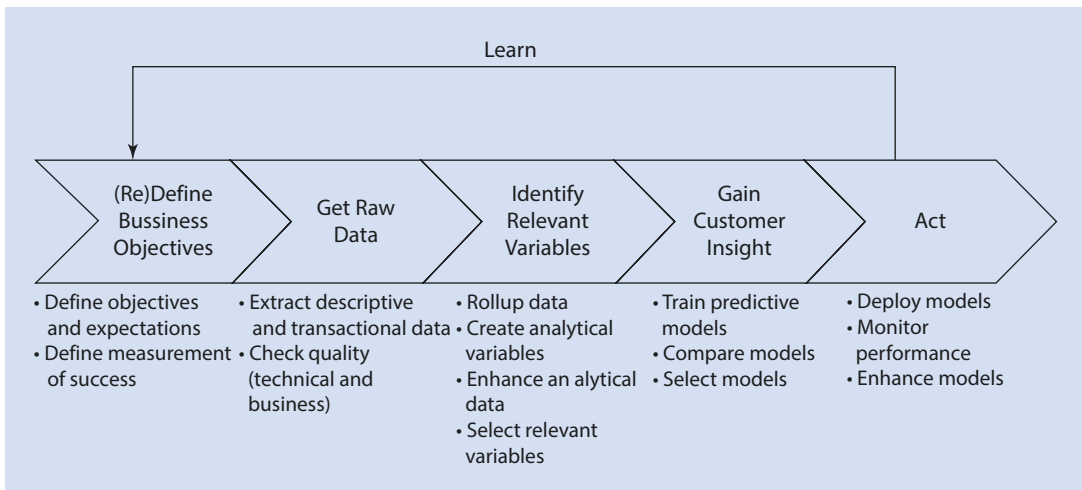 Learn
(Re)Define
Bussiness
Objectives
Get Raw
Data
Identify
Relevant
Variables
Gain
Customer
Insight
Act
• Define objectives
and expectations
• Define measurement
of success
• Extract descriptive
and transactional data
• Check quality
(technical and
business)
• Rollup data
• Create analytical
variables
• Enhance an alytical
data
• Select relevant
variables
• Train predictive
models
• Compare models
• Select models
• Deploy models
• Monitor
performance
• Enhance models